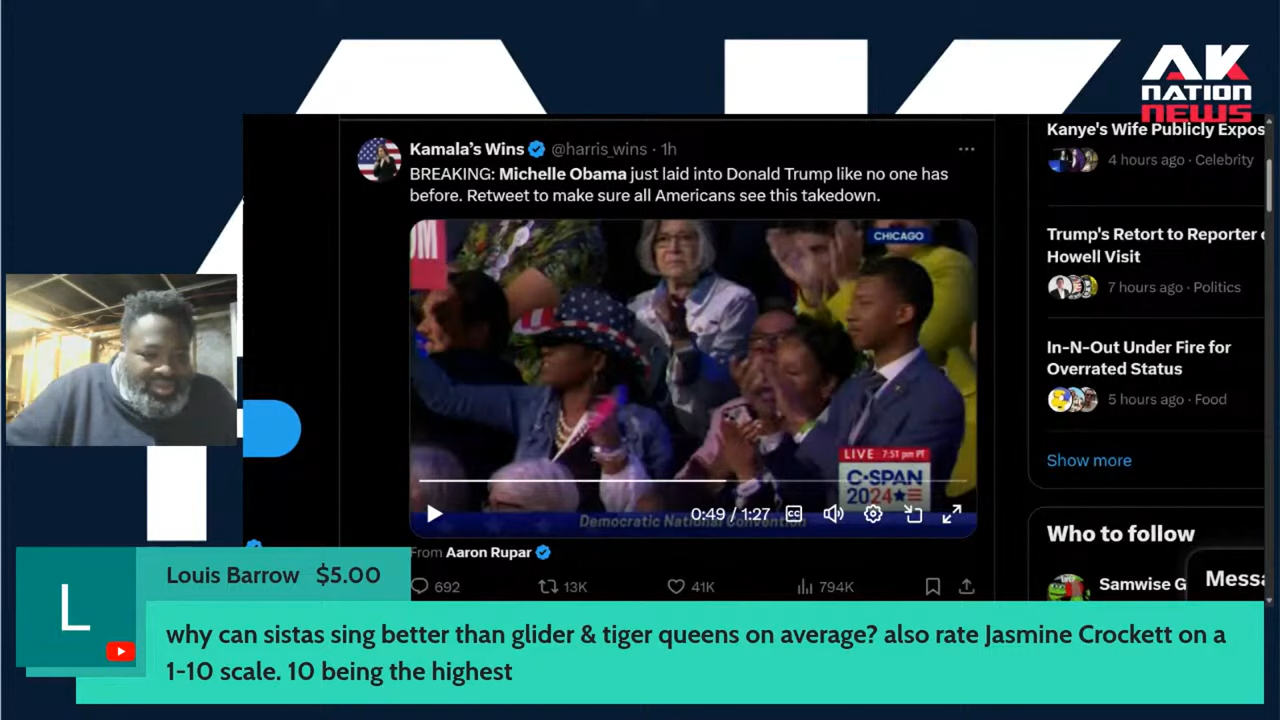 AK
NATION
NEWS
Kamala's Wins @harris_wins · 1h
BREAKING: Michelle Obama just laid into Donald Trump like no one has
before. Retweet to make sure all Americans see this takedown.
CHICAGO
OM
LIVE 7:51 pm PT
C-SPAN
2024
Democratic National Convention
0:49 / 1:27
CC
From Aaron Rupar
692 13K 41K 794K
Kanye's Wife Publicly Expos
4 hours ago · Celebrity
Trump's Retort to Reporter
Howell Visit
7 hours ago · Politics
In-N-Out Under Fire for
Overrated Status
5 hours ago · Food
Show more
Who to follow
Samwise G
Messa
L
Louis Barrow $5.00
why can sistas sing better than glider & tiger queens on average? also rate Jasmine Crockett on a
1-10 scale. 10 being the highest